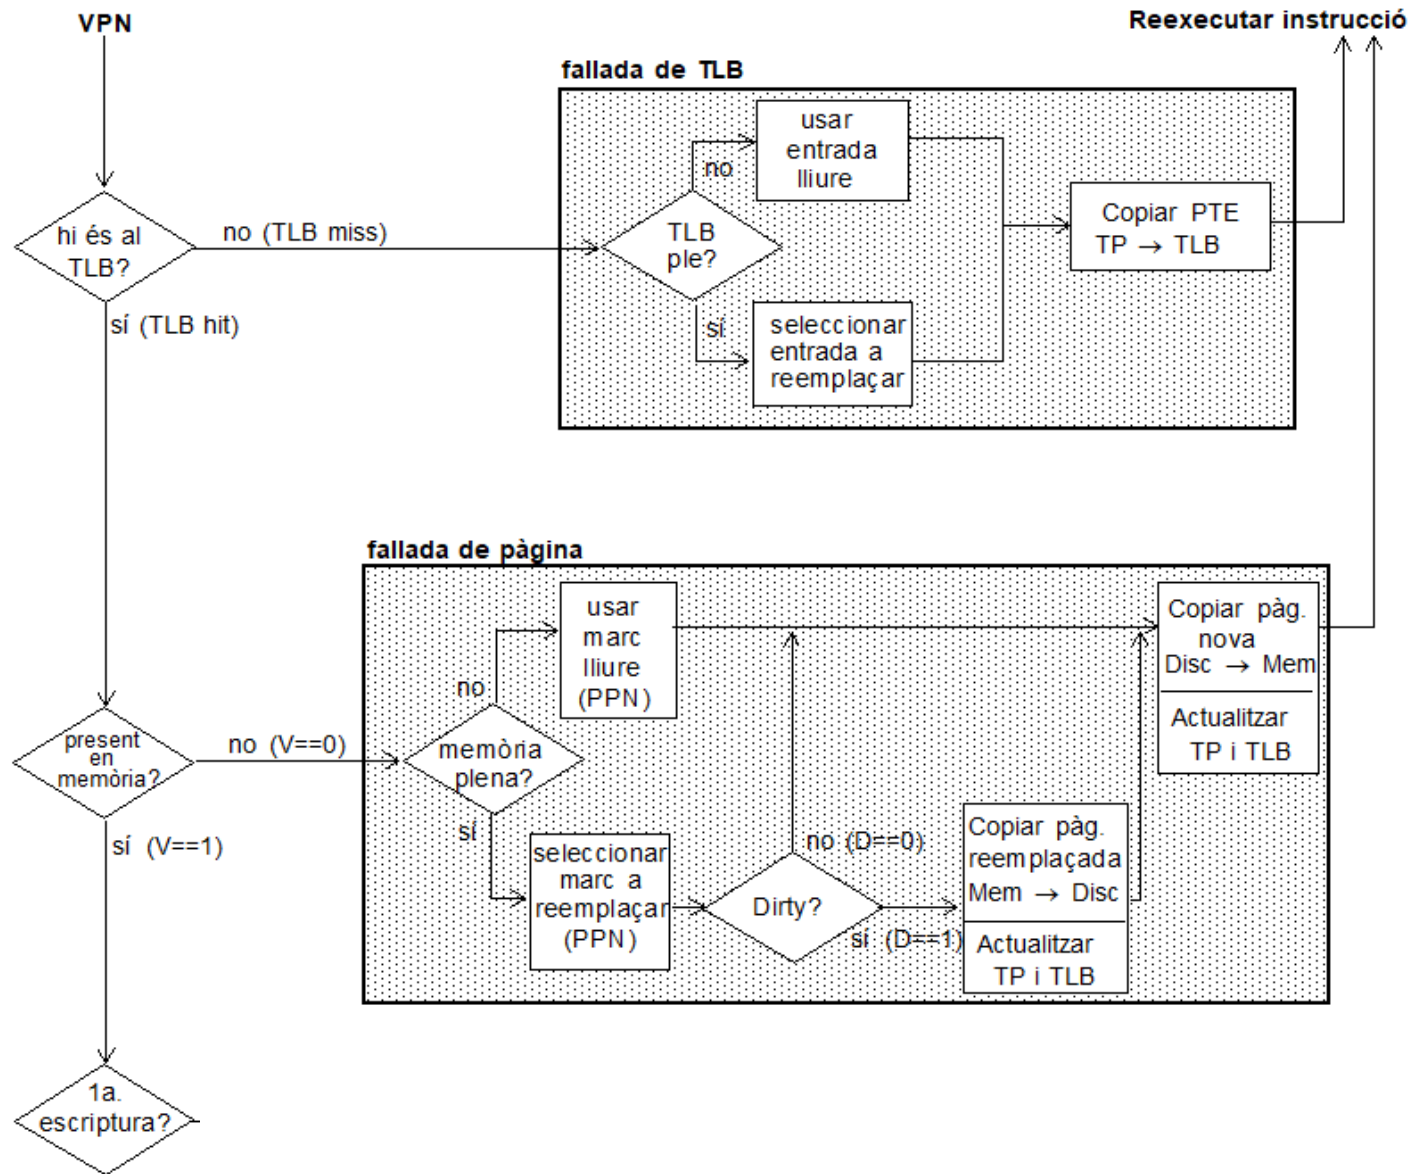 VPN
Reexecutar instrucció
fallada de TLB
usar
entrada
lliure
no
hi és al
TLB?
no (TLB miss)
TLB
ple?
Copiar PTE
TP → TLB
sí (TLB hit)
sí
seleccionar
entrada a
reemplaçar
fallada de pàgina
usar
marc
lliure
(PPN)
no
Copiar pàg.
nova
Disc → Mem
Actualitzar
TP i TLB
present
en
memòria?
no (V==0)
memòria
plena?
sí
sí (V==1)
seleccionar
marc a
reemplaçar
(PPN)
Dirty?
no (D==0)
sí (D==1)
Copiar pàg.
reemplaçada
Mem → Disc
Actualitzar
TP i TLB
1a.
escriptura?